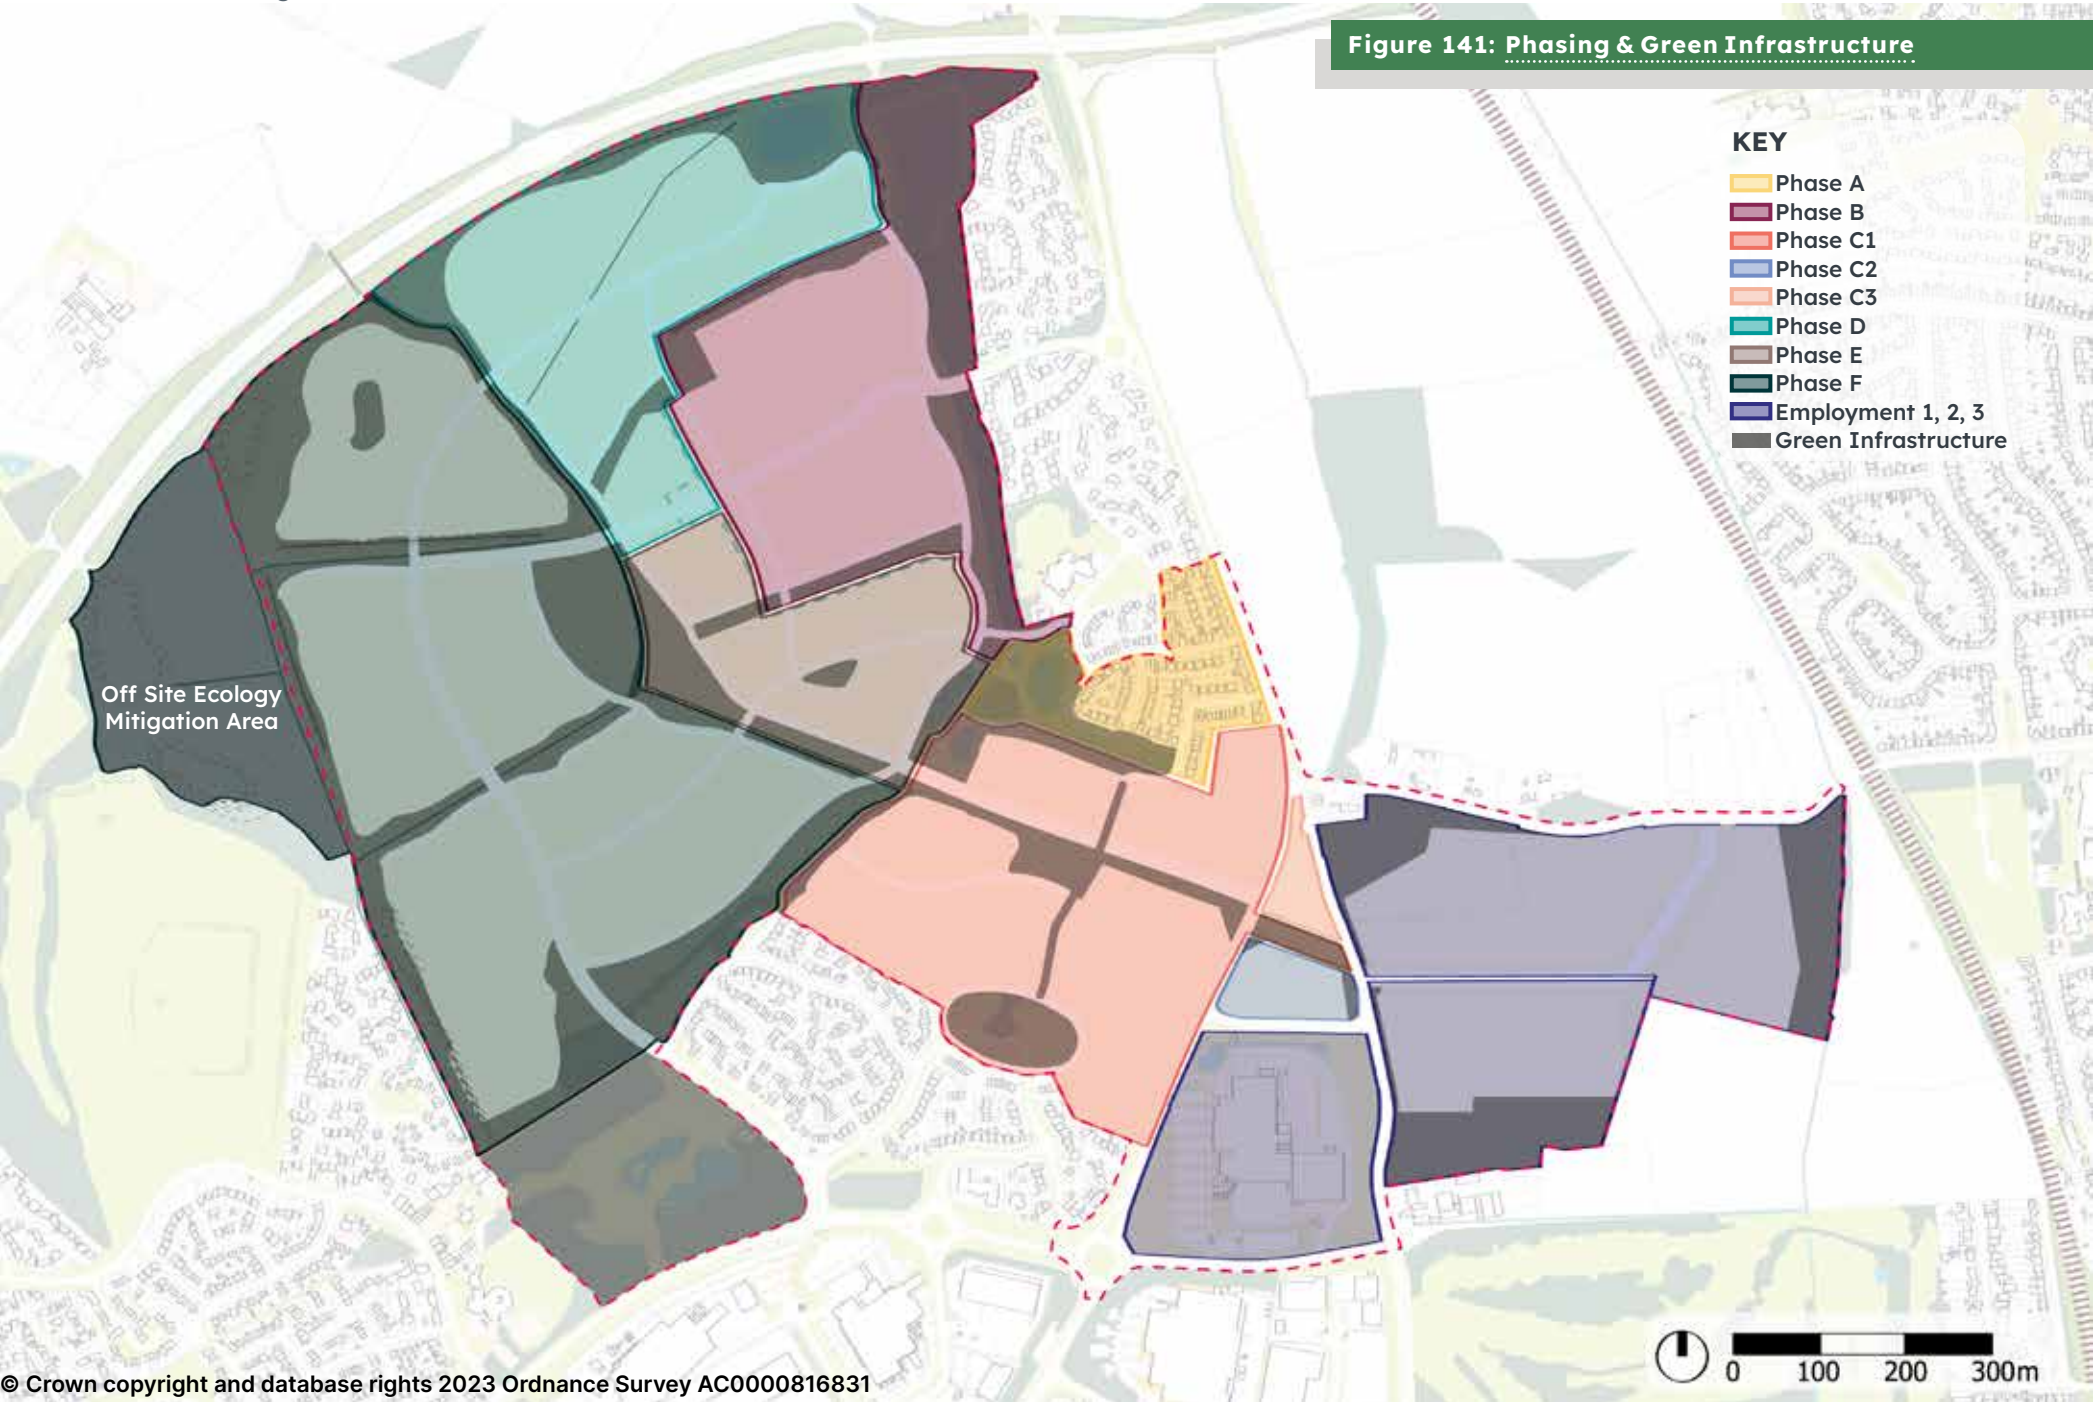 Figure 141: Phasing & Green Infrastructure
KEY
Phase A
Phase B
Phase C1
Phase C2
Phase C3
Phase D
Phase E
Phase F
Employment 1, 2, 3
Green Infrastructure
Off Site Ecology
Mitigation Area
0 100 200 300m
© Crown copyright and database rights 2023 Ordnance Survey AC0000816831